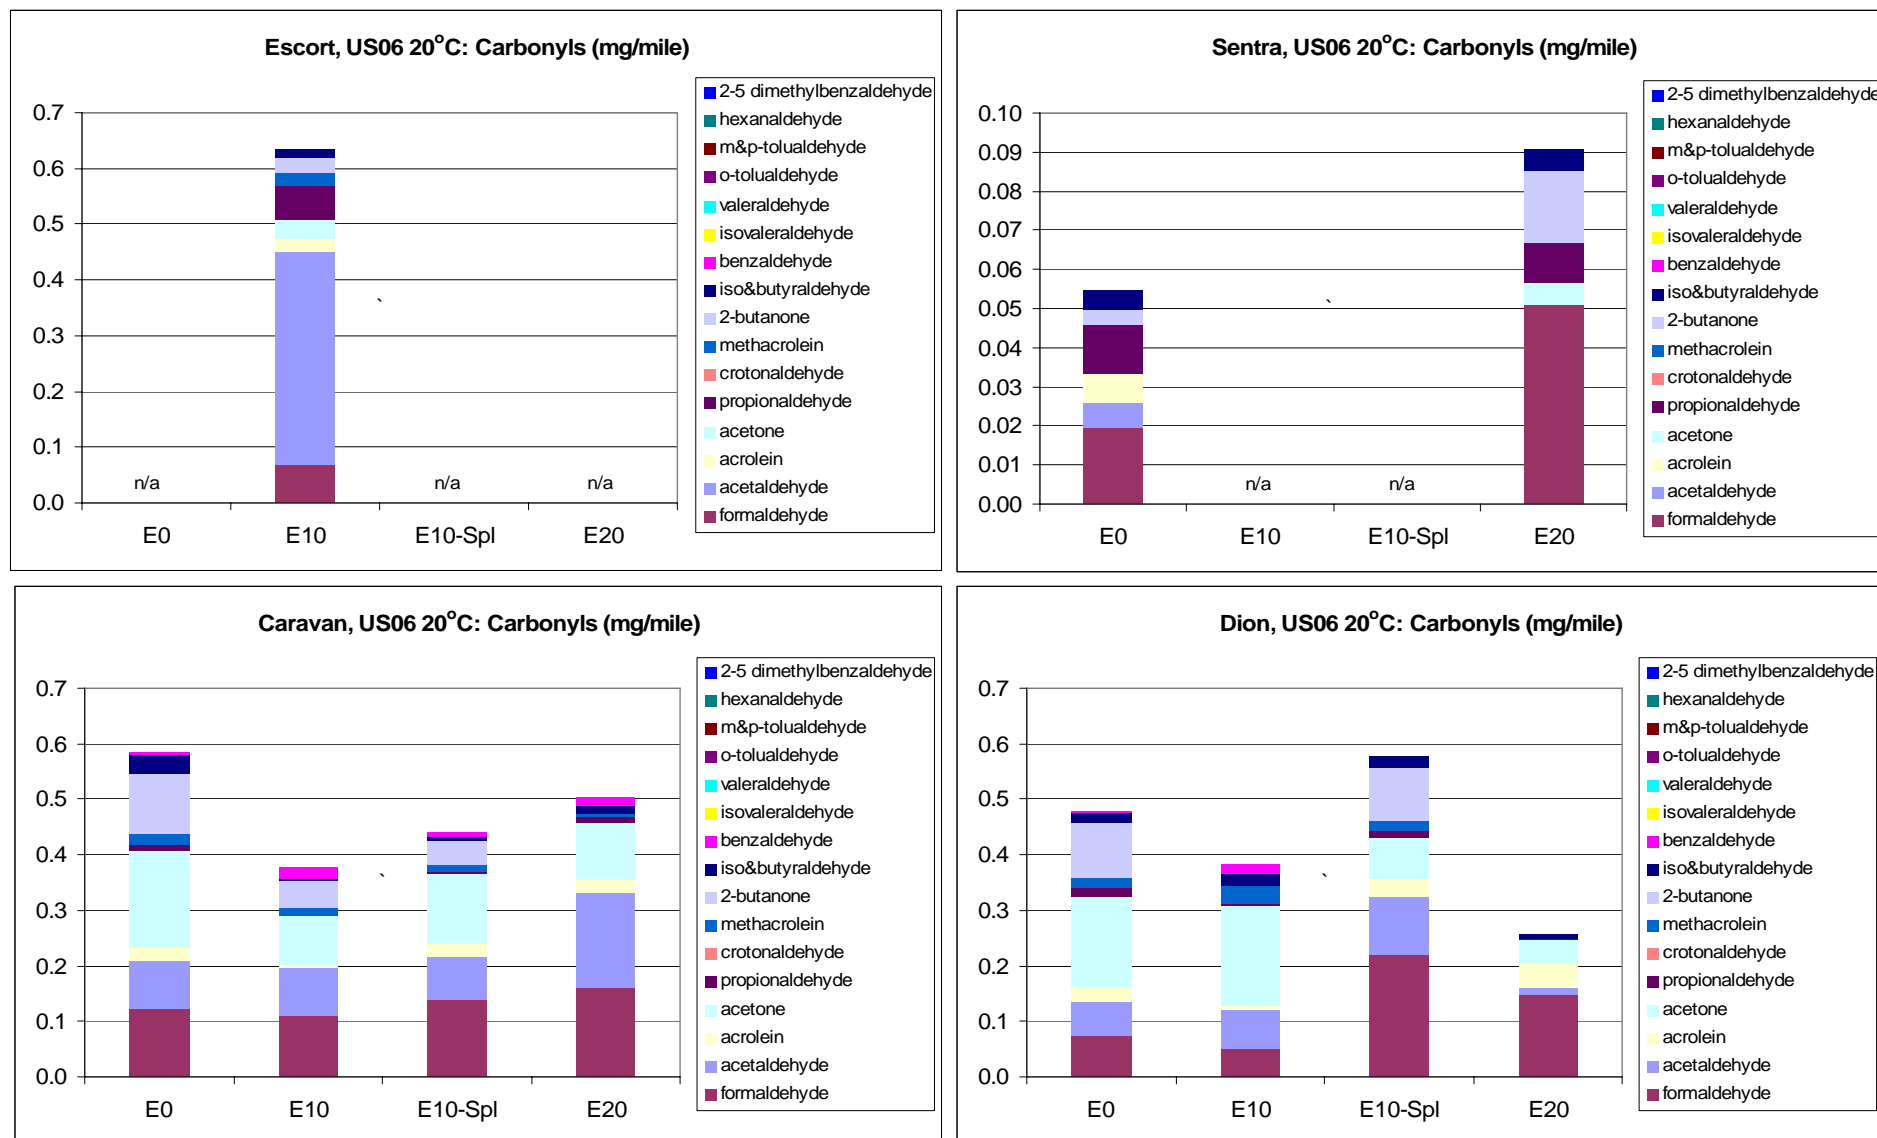 Escort, US06 20°C: Carbonyls (mg/mile)
0.7
0.6
0.5
0.4
0.3
0.2
0.1
0.0
n/a
`
n/a
n/a
E0
E10
E10-Spl
E20
2-5 dimethylbenzaldehyde
hexanaldehyde
m&p-tolualdehyde
o-tolualdehyde
valeraldehyde
isovaleraldehyde
benzaldehyde
iso&butyraldehyde
2-butanone
methacrolein
crotonaldehyde
propionaldehyde
acetone
acrolein
acetaldehyde
formaldehyde
Sentra, US06 20°C: Carbonyls (mg/mile)
0.10
0.09
0.08
0.07
0.06
0.05
0.04
0.03
0.02
0.01
0.00
`
n/a
n/a
E0
E10
E10-Spl
E20
2-5 dimethylbenzaldehyde
hexanaldehyde
m&p-tolualdehyde
o-tolualdehyde
valeraldehyde
isovaleraldehyde
benzaldehyde
iso&butyraldehyde
2-butanone
methacrolein
crotonaldehyde
propionaldehyde
acetone
acrolein
acetaldehyde
formaldehyde
Caravan, US06 20°C: Carbonyls (mg/mile)
0.7
0.6
0.5
0.4
0.3
0.2
0.1
0.0
`
E0
E10
E10-Spl
E20
2-5 dimethylbenzaldehyde
hexanaldehyde
m&p-tolualdehyde
o-tolualdehyde
valeraldehyde
isovaleraldehyde
benzaldehyde
iso&butyraldehyde
2-butanone
methacrolein
crotonaldehyde
propionaldehyde
acetone
acrolein
acetaldehyde
formaldehyde
Dion, US06 20°C: Carbonyls (mg/mile)
0.7
0.6
0.5
0.4
0.3
0.2
0.1
0.0
`
E0
E10
E10-Spl
E20
2-5 dimethylbenzaldehyde
hexanaldehyde
m&p-tolualdehyde
o-tolualdehyde
valeraldehyde
isovaleraldehyde
benzaldehyde
iso&butyraldehyde
2-butanone
methacrolein
crotonaldehyde
propionaldehyde
acetone
acrolein
acetaldehyde
formaldehyde